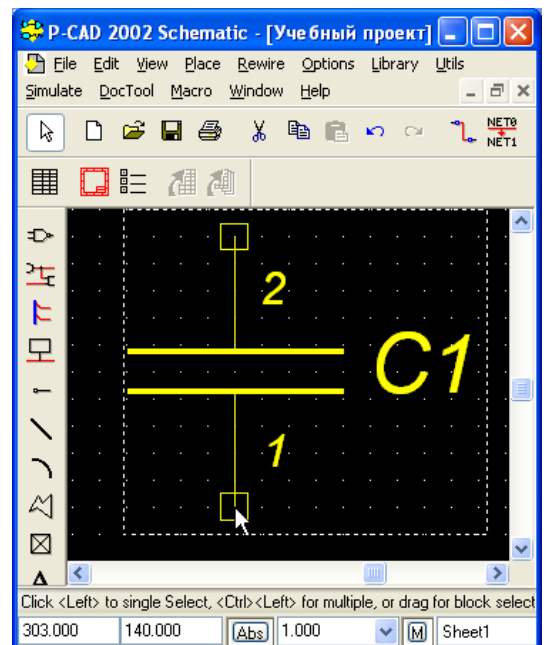 P-CAD 2002 Schematic - [Учебный проект]
File Edit View Place Rewire Options Library Utils
Simulate DocTool Macro Window Help
NET0
NET1
2
C1
1
Click <Left> to single Select, <Ctrl><Left> for multiple, or drag for block select
303.000 140.000 Abs 1.000 M Sheet1